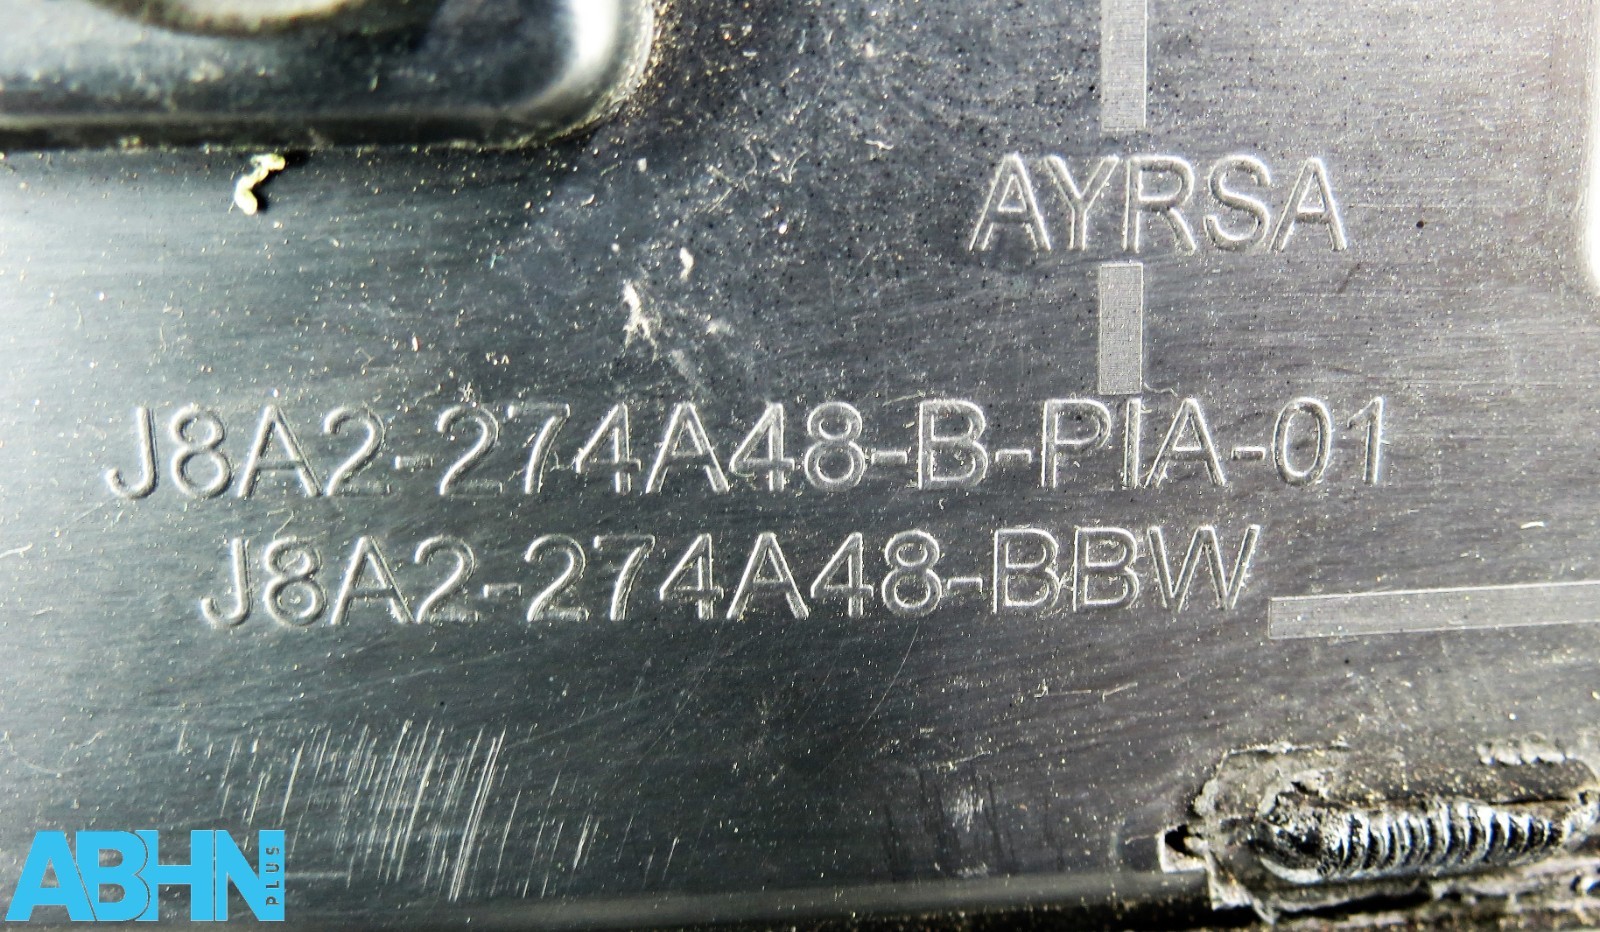 AYRSA
J8A2-274A48-B-PIA-01
J8A2-274A48-BBW
ABHN PLUS